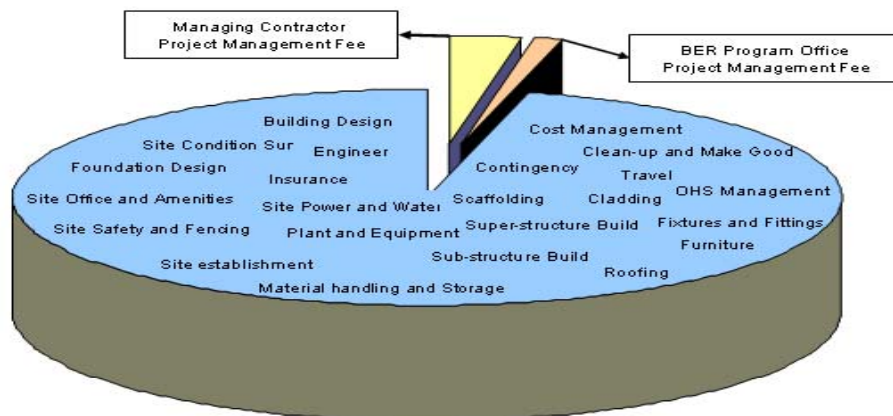 Managing Contractor
Project Management Fee
BER Program Office
Project Management Fee
Building Design
Cost Management
Site Condition Sur
Engineer
Clean-up and Make Good
Foundation Design
Contingency
Travel
Insurance
OHS Management
Site Office and Amenities
Site Power and Water
Scaffolding
Cladding
Site Safety and Fencing
Plant and Equipment
Super-structure Build
Fixtures and Fittings
Furniture
Sub-structure Build
Site establishment
Roofing
Material handling and Storage